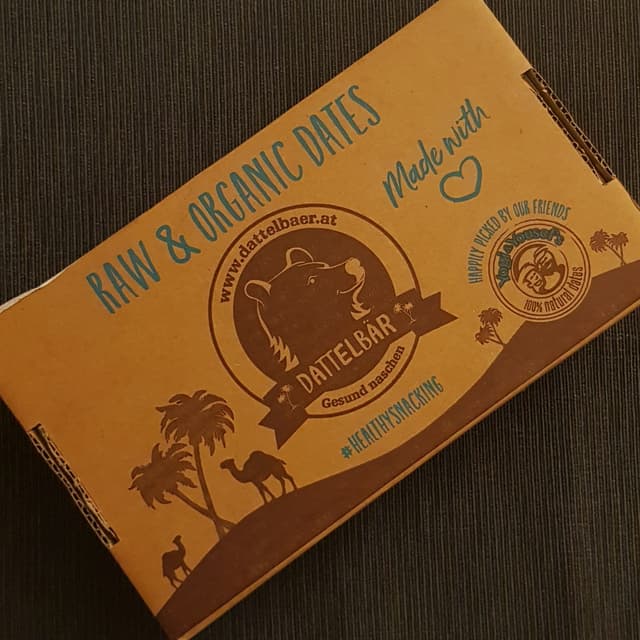 RAW & ORGANIC DATES
Made with
www.dattelbaer.at
DATTELBÄR
Gesund naschen
#HEALTHYSNACKING
HAPPILY PICKED BY OUR FRIENDS
Yousef's
100% natural dates